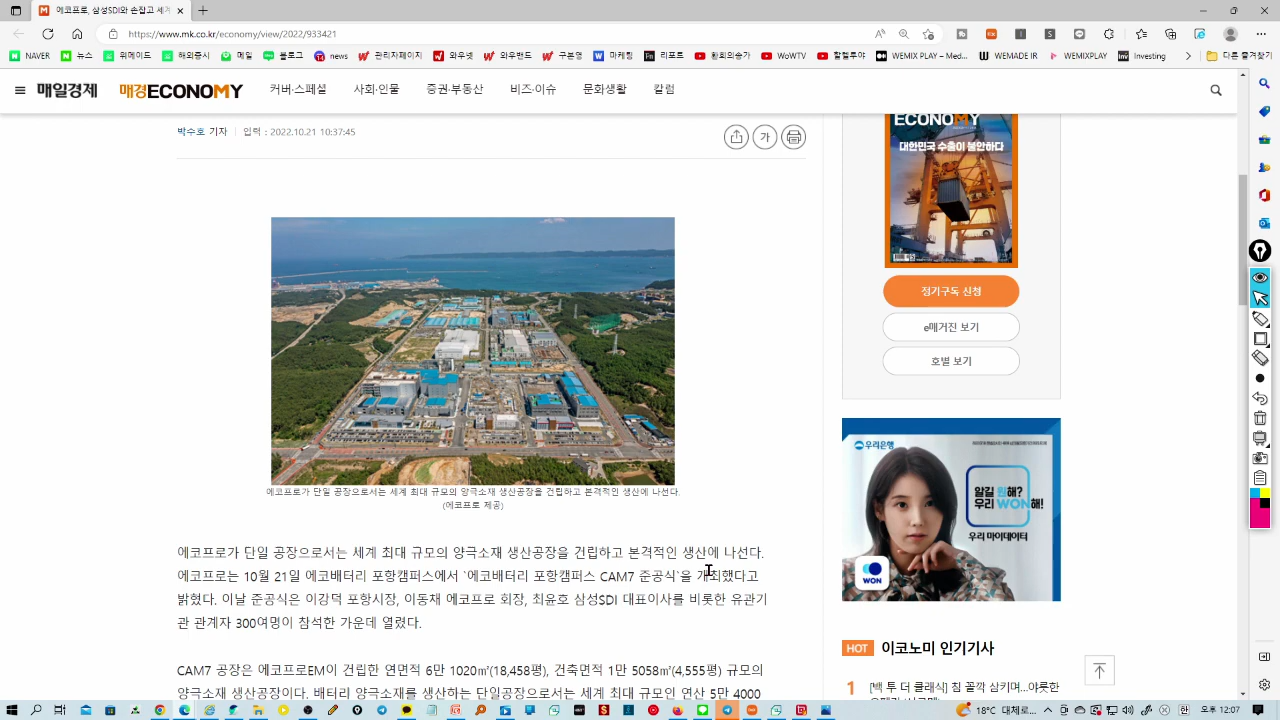 에코프로, 삼성SDI와 손잡고 세계
https://www.mk.co.kr/economy/view/933421
NAVER
뉴스
위메이드
해외증시
메일
블로그
news
관리자페이지
와우넷
와우밴드
구분영
마케팅
리포트
황회의승가
WoWTV
할헐투야
Wemix Explorer – Med...
WEMADE IR
WEMIXPLAY
Investing
다른 즐겨찾기
매일경제
매경ECONOMY
커버·스페셜
사회·인물
증권·부동산
비즈·이슈
문화생활
칼럼
박수호 기자
입력 : 2022.10.21 10:37:45
가
에코프로가 단일 공장으로서는 세계 최대 규모의 양극소재 생산공장을 건립하고 본격적인 생산에 나선다.
(에코프로 제공)
에코프로가 단일 공장으로서는 세계 최대 규모의 양극소재 생산공장을 건립하고 본격적인 생산에 나선다.
에코프로는 10월 21일 에코배터리 포항캠퍼스에서 `에코배터리 포항캠퍼스 CAM7 준공식`을 개최했다고
밝혔다. 이날 준공식은 이강덕 포항시장, 이동채 에코프로 회장, 최윤호 삼성SDI 대표이사를 비롯한 유관기
관 관계자 300여명이 참석한 가운데 열렸다.
CAM7 공장은 에코프로EM이 건립한 연면적 6만 1020㎡(18,458평), 건축면적 1만 5058㎡(4,555평) 규모의
양극소재 생산공장이다. 배터리 양극소재를 생산하는 단일공장으로서는 세계 최대 규모인 연산 5만 4000
ECONOMY
대한민국 수출이 불안하다
정기구독 신청
e매거진 보기
호별 보기
우리은행
알길 원해?
우리 WON해!
우리 마이데이터
WON
HOT 이코노미 인기기사
1 [백 투 더 클래식] 침 꼴깍 삼키며…야릇한
18℃ 대체로...
오후 12:07